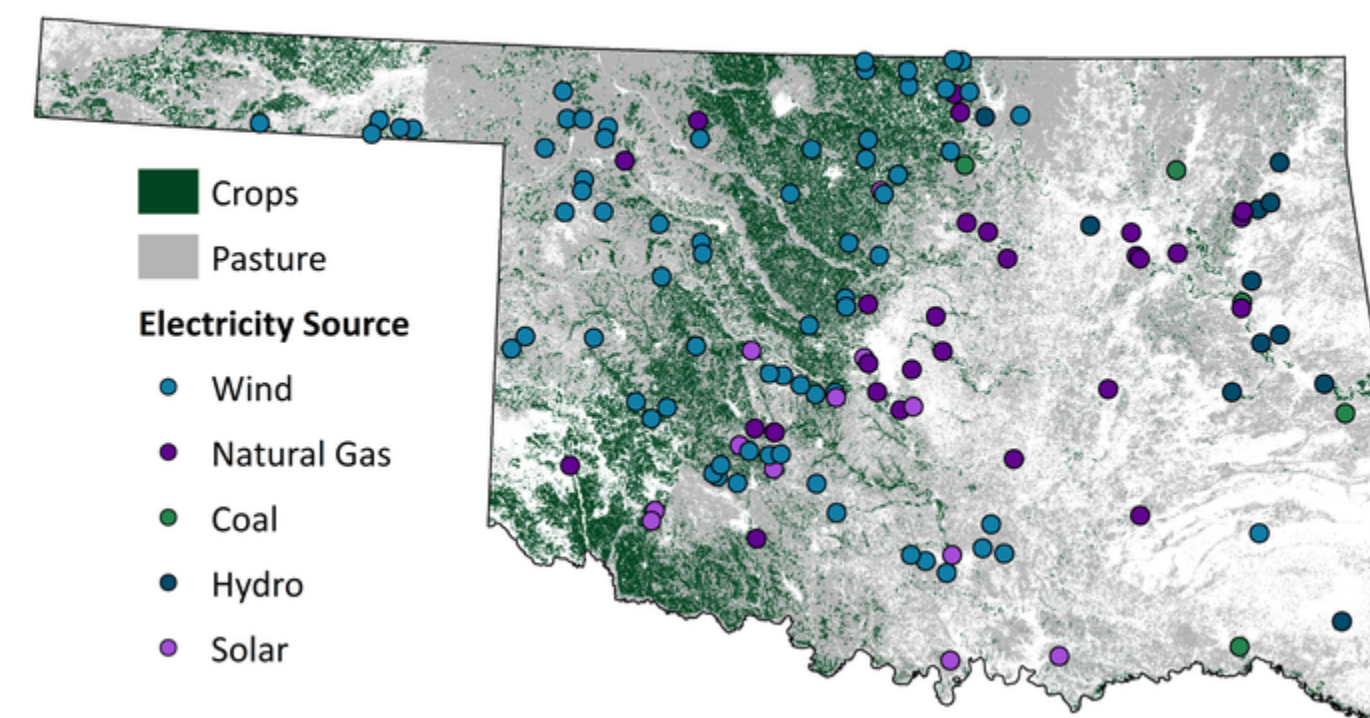 Crops
Pasture
Electricity Source
Wind
Natural Gas
Coal
Hydro
Solar